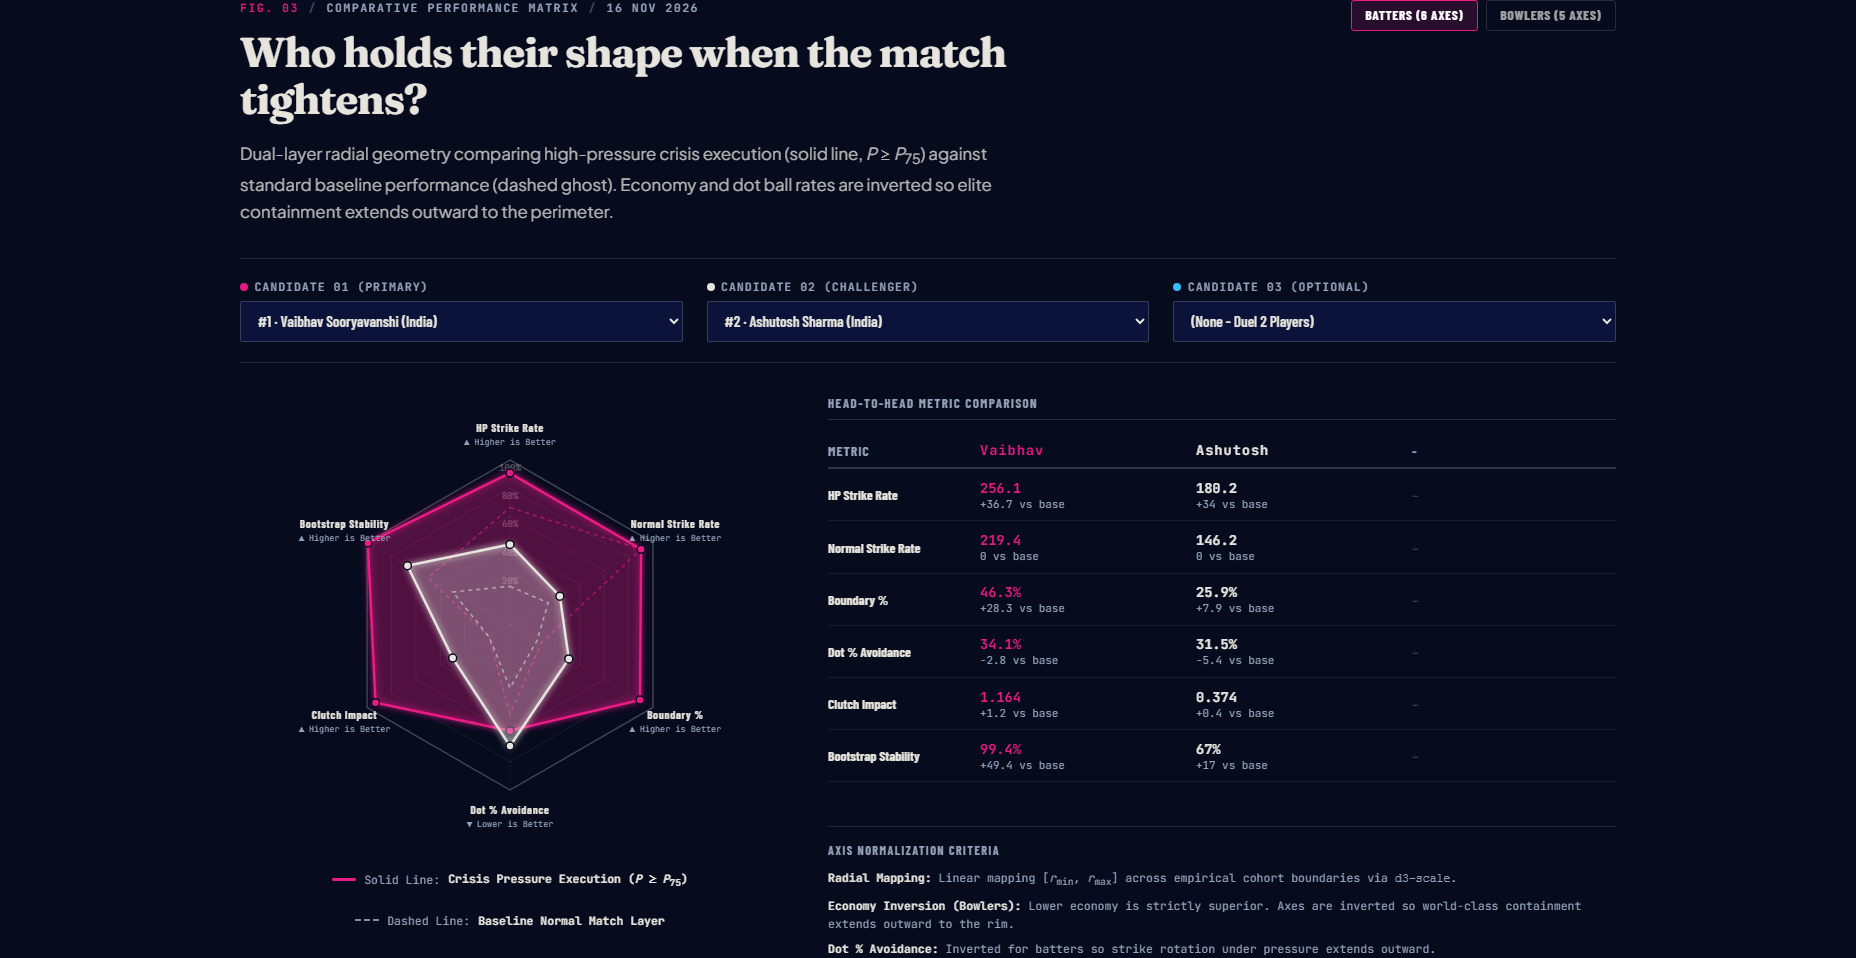 FIG. 03 / COMPARATIVE PERFORMANCE MATRIX / 16 NOV 2026
BATTERS (6 AXES)
BOWLERS (5 AXES)
Who holds their shape when the match
tightens?
Dual-layer radial geometry comparing high-pressure crisis execution (solid line, P ≥ P75) against
standard baseline performance (dashed ghost). Economy and dot ball rates are inverted so elite
containment extends outward to the perimeter.
CANDIDATE 01 (PRIMARY)
CANDIDATE 02 (CHALLENGER)
CANDIDATE 03 (OPTIONAL)
#1 · Vaibhav Sooryavanshi (India)
#2 · Ashutosh Sharma (India)
(None - Duel 2 Players)
HP Strike Rate
▲ Higher is Better
100%
80%
60%
40%
20%
Bootstrap Stability
▲ Higher is Better
Normal Strike Rate
▲ Higher is Better
Clutch Impact
▲ Higher is Better
Boundary %
▲ Higher is Better
Dot % Avoidance
▼ Lower is Better
Solid Line: Crisis Pressure Execution (P ≥ P75)
Dashed Line: Baseline Normal Match Layer
HEAD-TO-HEAD METRIC COMPARISON
METRIC Vaibhav Ashutosh -
HP Strike Rate 256.1 180.2 —
+36.7 vs base +34 vs base
Normal Strike Rate 219.4 146.2 —
0 vs base 0 vs base
Boundary % 46.3% 25.9% —
+28.3 vs base +7.9 vs base
Dot % Avoidance 34.1% 31.5% —
-2.8 vs base -5.4 vs base
Clutch Impact 1.164 0.374 —
+1.2 vs base +0.4 vs base
Bootstrap Stability 99.4% 67% —
+49.4 vs base +17 vs base
AXIS NORMALIZATION CRITERIA
Radial Mapping: Linear mapping [rmin, rmax] across empirical cohort boundaries via d3-scale.
Economy Inversion (Bowlers): Lower economy is strictly superior. Axes are inverted so world-class containment
extends outward to the rim.
Dot % Avoidance: Inverted for batters so strike rotation under pressure extends outward.